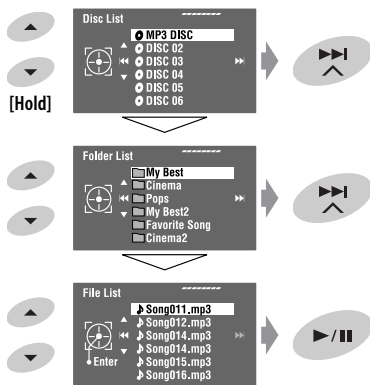 Disc List
MP3 DISC
DISC 02
DISC 03
DISC 04
DISC 05
DISC 06
[Hold]
Folder List
My Best
Cinema
Pops
My Best2
Favorite Song
Cinema2
File List
Song011.mp3
Song012.mp3
Song014.mp3
Song014.mp3
Enter Song015.mp3
Song016.mp3